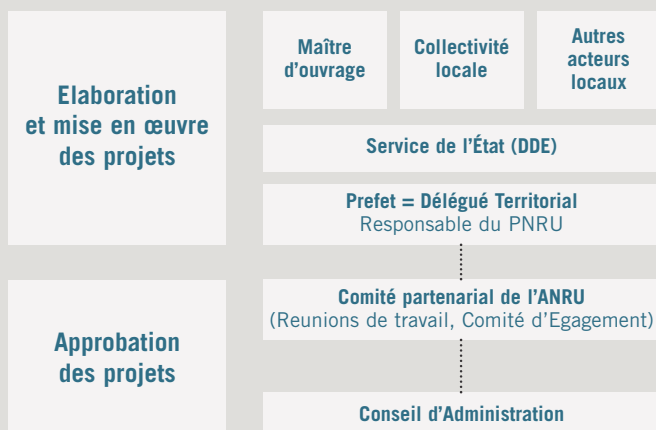 Elaboration
et mise en œuvre
des projets
Maître
d'ouvrage
Collectivité
locale
Autres
acteurs
locaux
Service de l'État (DDE)
Prefet = Délégué Territorial
Responsable du PNRU
Approbation
des projets
Comité partenarial de l'ANRU
(Reunions de travail, Comité d'Egagement)
Conseil d'Administration